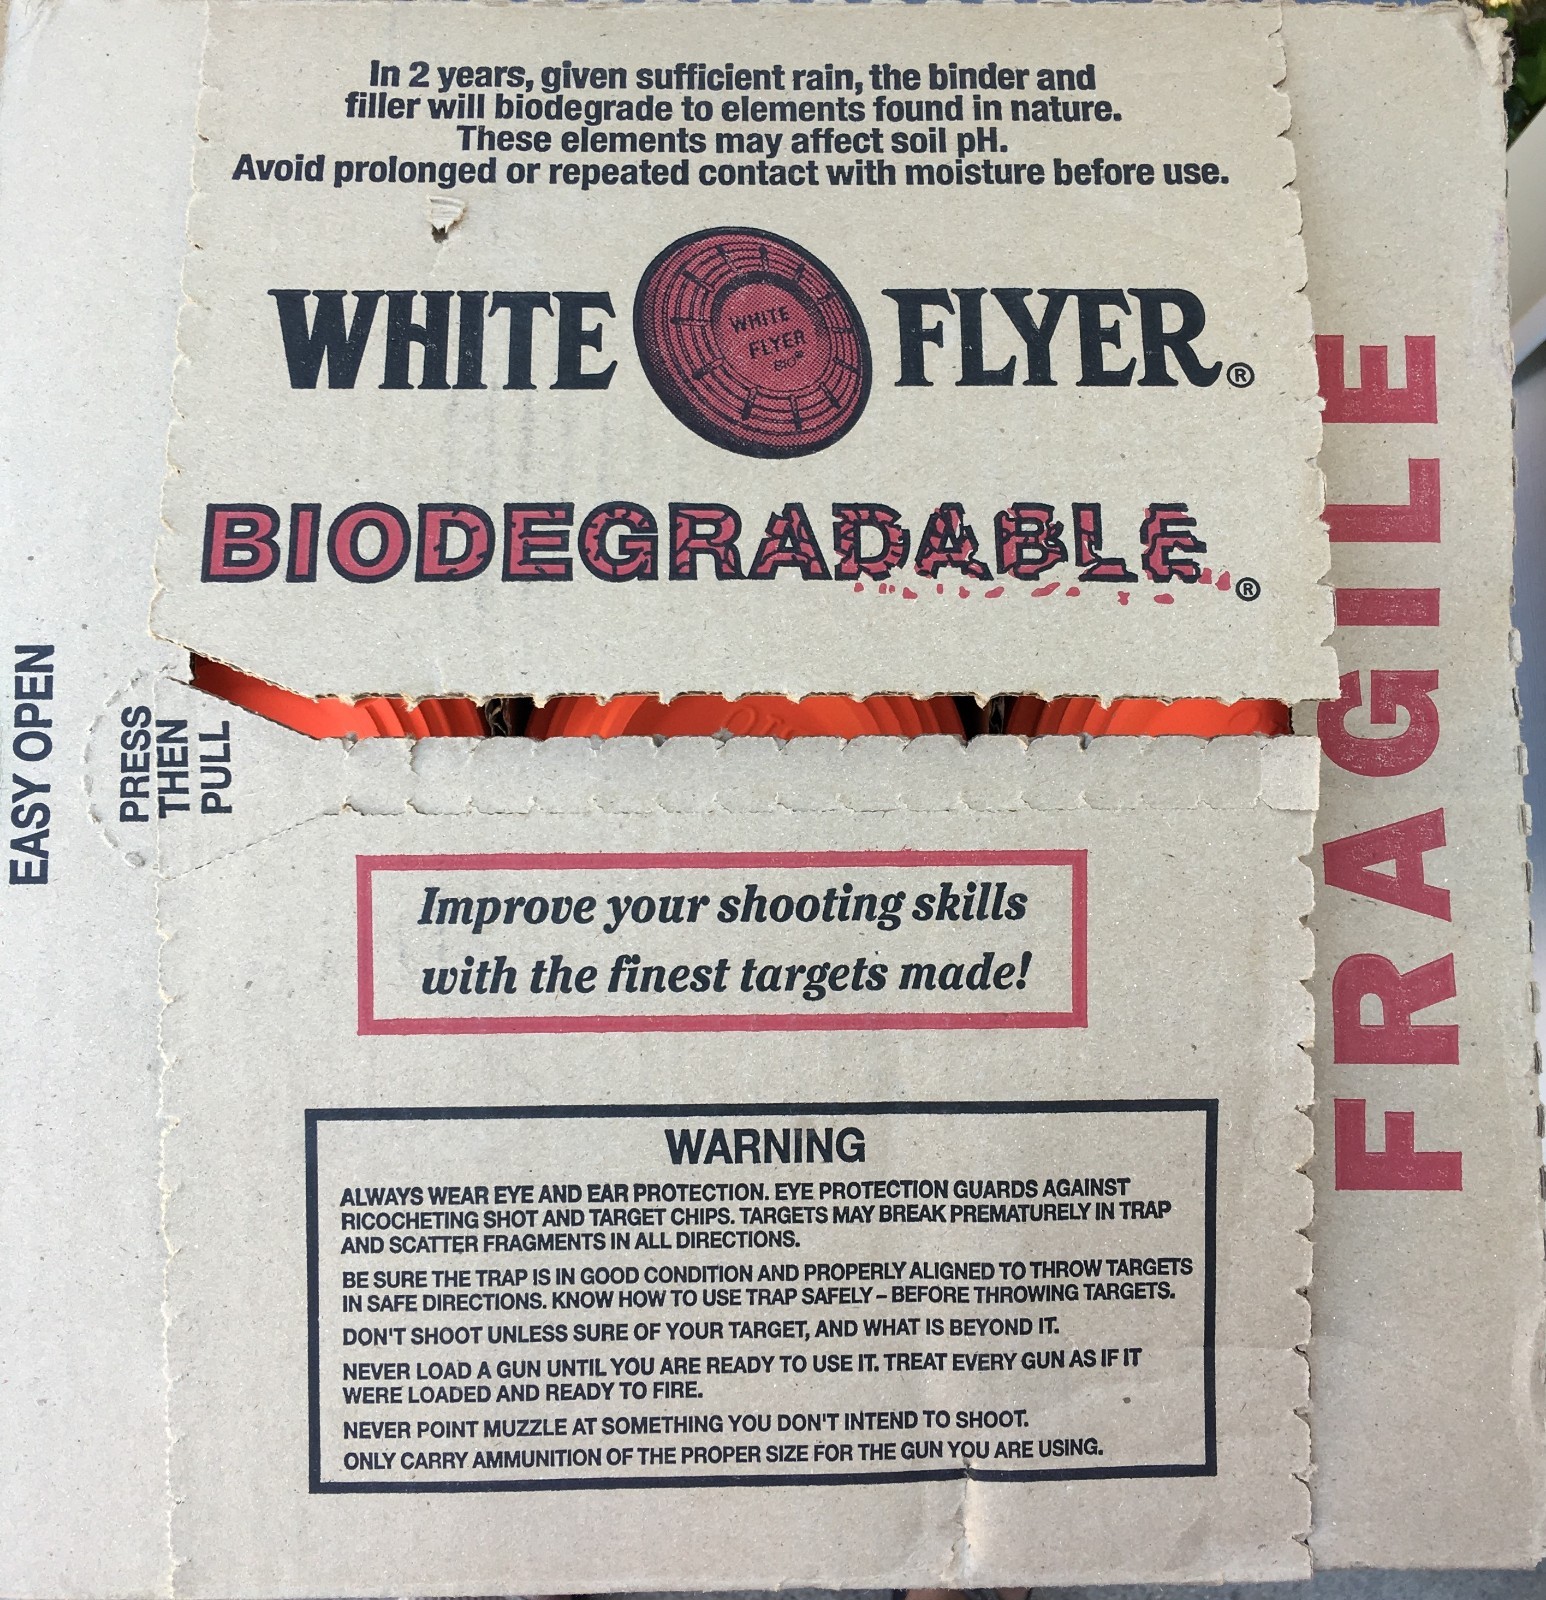 In 2 years, given sufficient rain, the binder and
filler will biodegrade to elements found in nature.
These elements may affect soil pH.
Avoid prolonged or repeated contact with moisture before use.
WHITE FLYER®
WHITE
FLYER
BIO®
BIODEGRADABLE®
EASY OPEN
PRESS
THEN
PULL
FRAGILE
Improve your shooting skills
with the finest targets made!
WARNING
ALWAYS WEAR EYE AND EAR PROTECTION. EYE PROTECTION GUARDS AGAINST
RICOCHETING SHOT AND TARGET CHIPS. TARGETS MAY BREAK PREMATURELY IN TRAP
AND SCATTER FRAGMENTS IN ALL DIRECTIONS.
BE SURE THE TRAP IS IN GOOD CONDITION AND PROPERLY ALIGNED TO THROW TARGETS
IN SAFE DIRECTIONS. KNOW HOW TO USE TRAP SAFELY – BEFORE THROWING TARGETS.
DON'T SHOOT UNLESS SURE OF YOUR TARGET, AND WHAT IS BEYOND IT.
NEVER LOAD A GUN UNTIL YOU ARE READY TO USE IT. TREAT EVERY GUN AS IF IT
WERE LOADED AND READY TO FIRE.
NEVER POINT MUZZLE AT SOMETHING YOU DON'T INTEND TO SHOOT.
ONLY CARRY AMMUNITION OF THE PROPER SIZE FOR THE GUN YOU ARE USING.